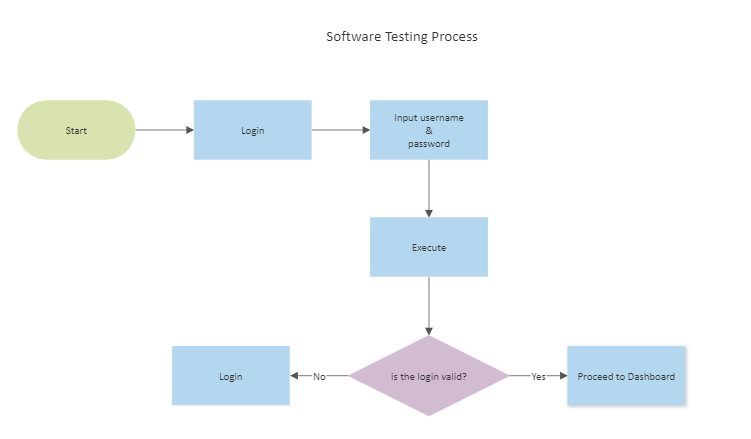 Software Testing Process
Start
Login
Input username
&
password
Execute
Login
No
is the login valid?
Yes
Proceed to Dashboard